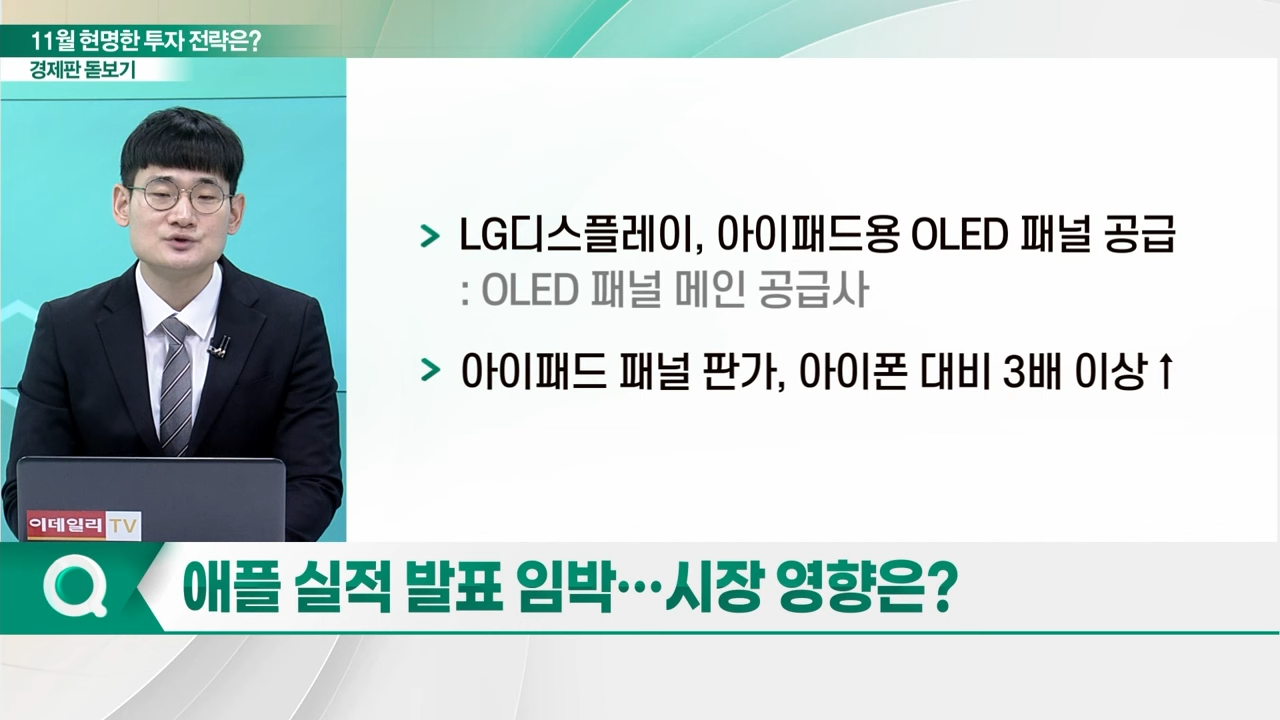 11월 현명한 투자 전략은?
경제판 돋보기
> LG디스플레이, 아이패드용 OLED 패널 공급
: OLED 패널 메인 공급사
> 아이패드 패널 판가, 아이폰 대비 3배 이상↑
이데일리 TV
Q 애플 실적 발표 임박…시장 영향은?